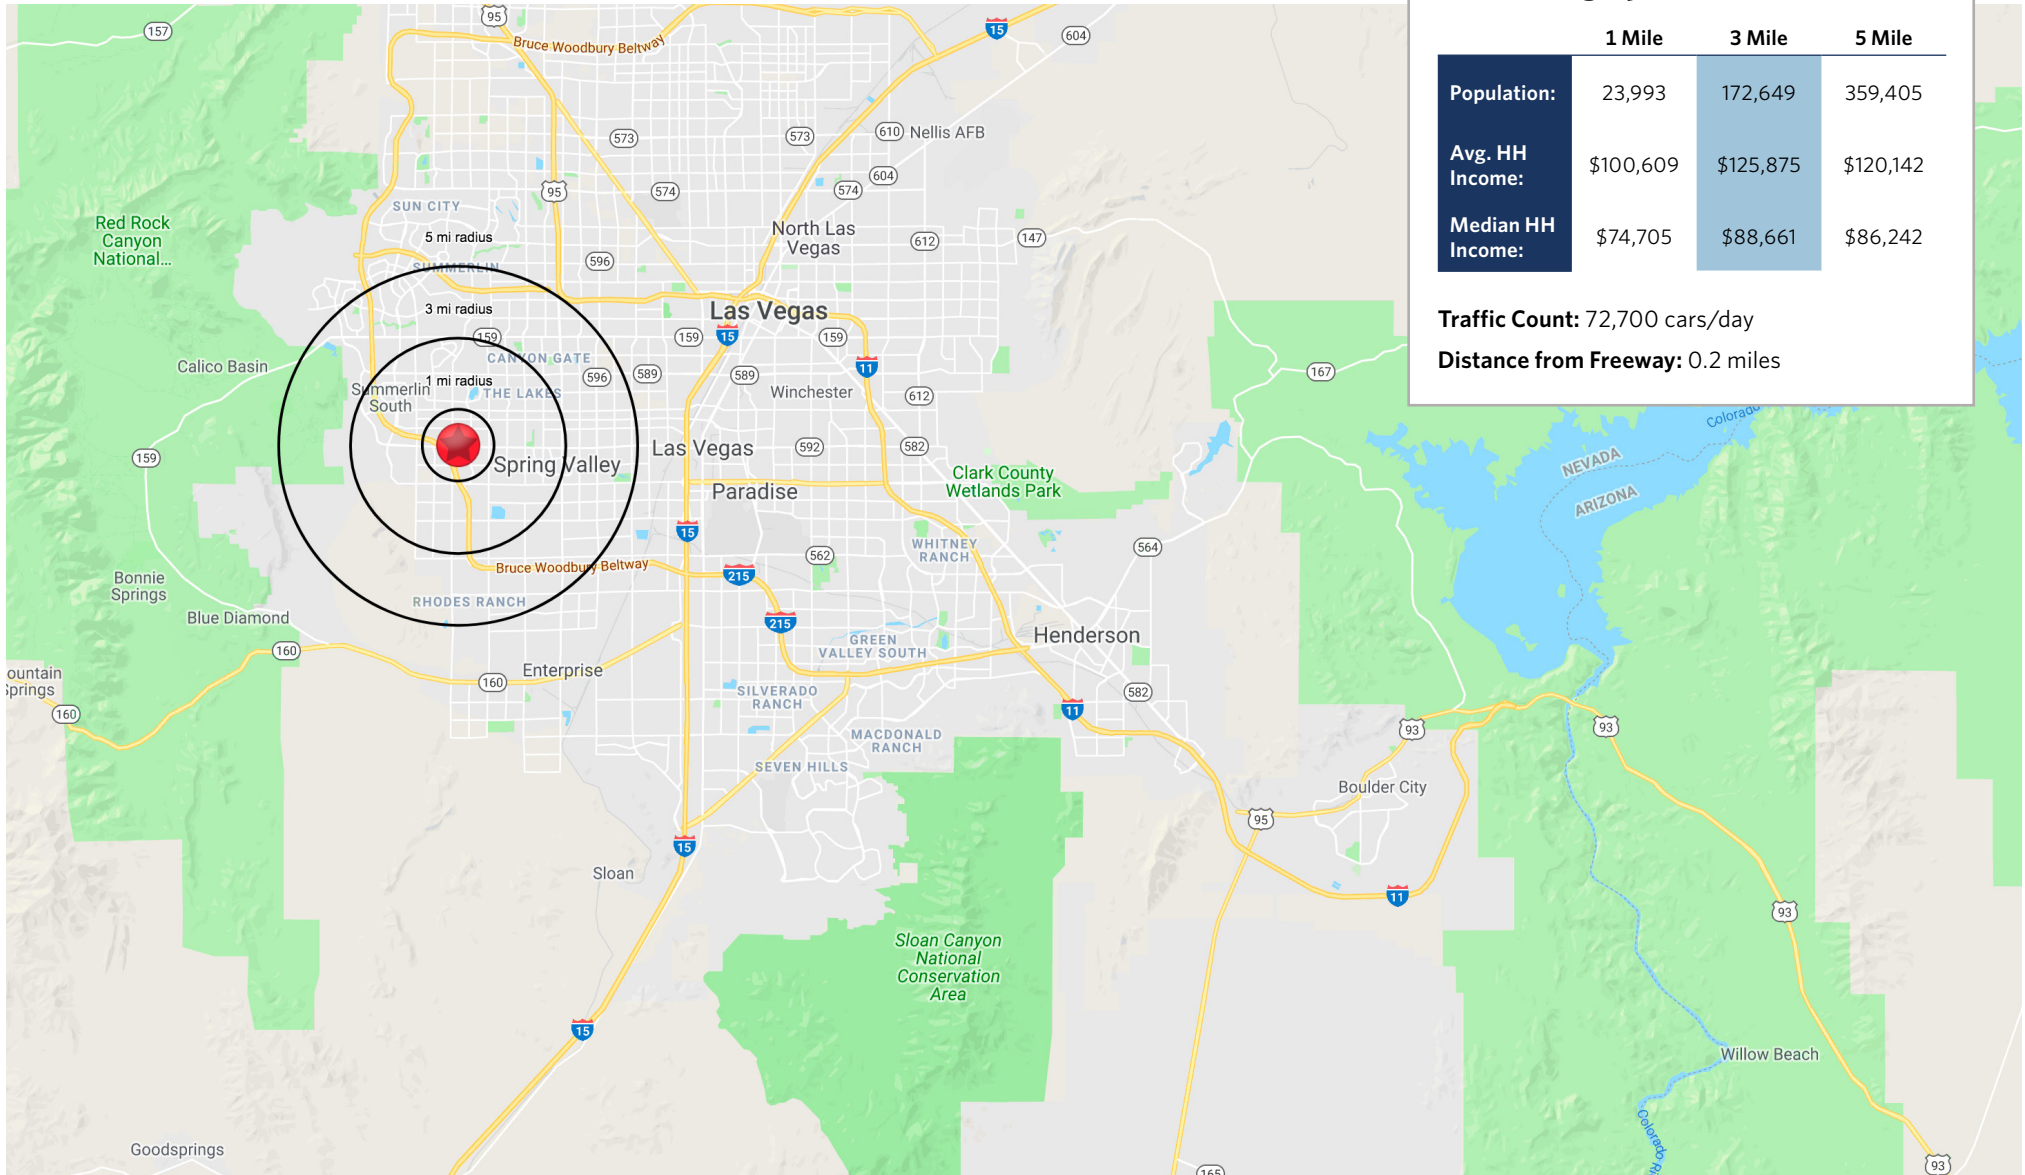 1 Mile 3 Mile 5 Mile
Population: 23,993 172,649 359,405
Avg. HH
Income: $100,609 $125,875 $120,142
Median HH
Income: $74,705 $88,661 $86,242
Traffic Count: 72,700 cars/day
Distance from Freeway: 0.2 miles
95
157
Bruce Woodbury Beltway
15
604
573
573
610 Nellis AFB
604
95
574
574
SUN CITY
Red Rock
Canyon
National...
5 mi radius
North Las
Vegas
612
147
596
SUMMERLIN
3 mi radius
Las Vegas
159
159
15
159
CANYON GATE
Calico Basin
11
167
1 mi radius
596
589
589
Summerlin
South
THE LAKES
Winchester
612
Colorado
159
Spring Valley
Las Vegas
592
582
NEVADA
ARIZONA
Clark County
Wetlands Park
Paradise
15
562
WHITNEY
RANCH
564
Bruce Woodbury Beltway
215
Bonnie
Springs
RHODES RANCH
Blue Diamond
215
GREEN
VALLEY SOUTH
Henderson
160
ountain
Springs
Enterprise
160
160
SILVERADO
RANCH
582
11
93
93
MACDONALD
RANCH
SEVEN HILLS
Boulder City
95
15
Sloan
11
93
Sloan Canyon
National
Conservation
Area
15
Willow Beach
Goodsprings
Colorado Ri
165
93